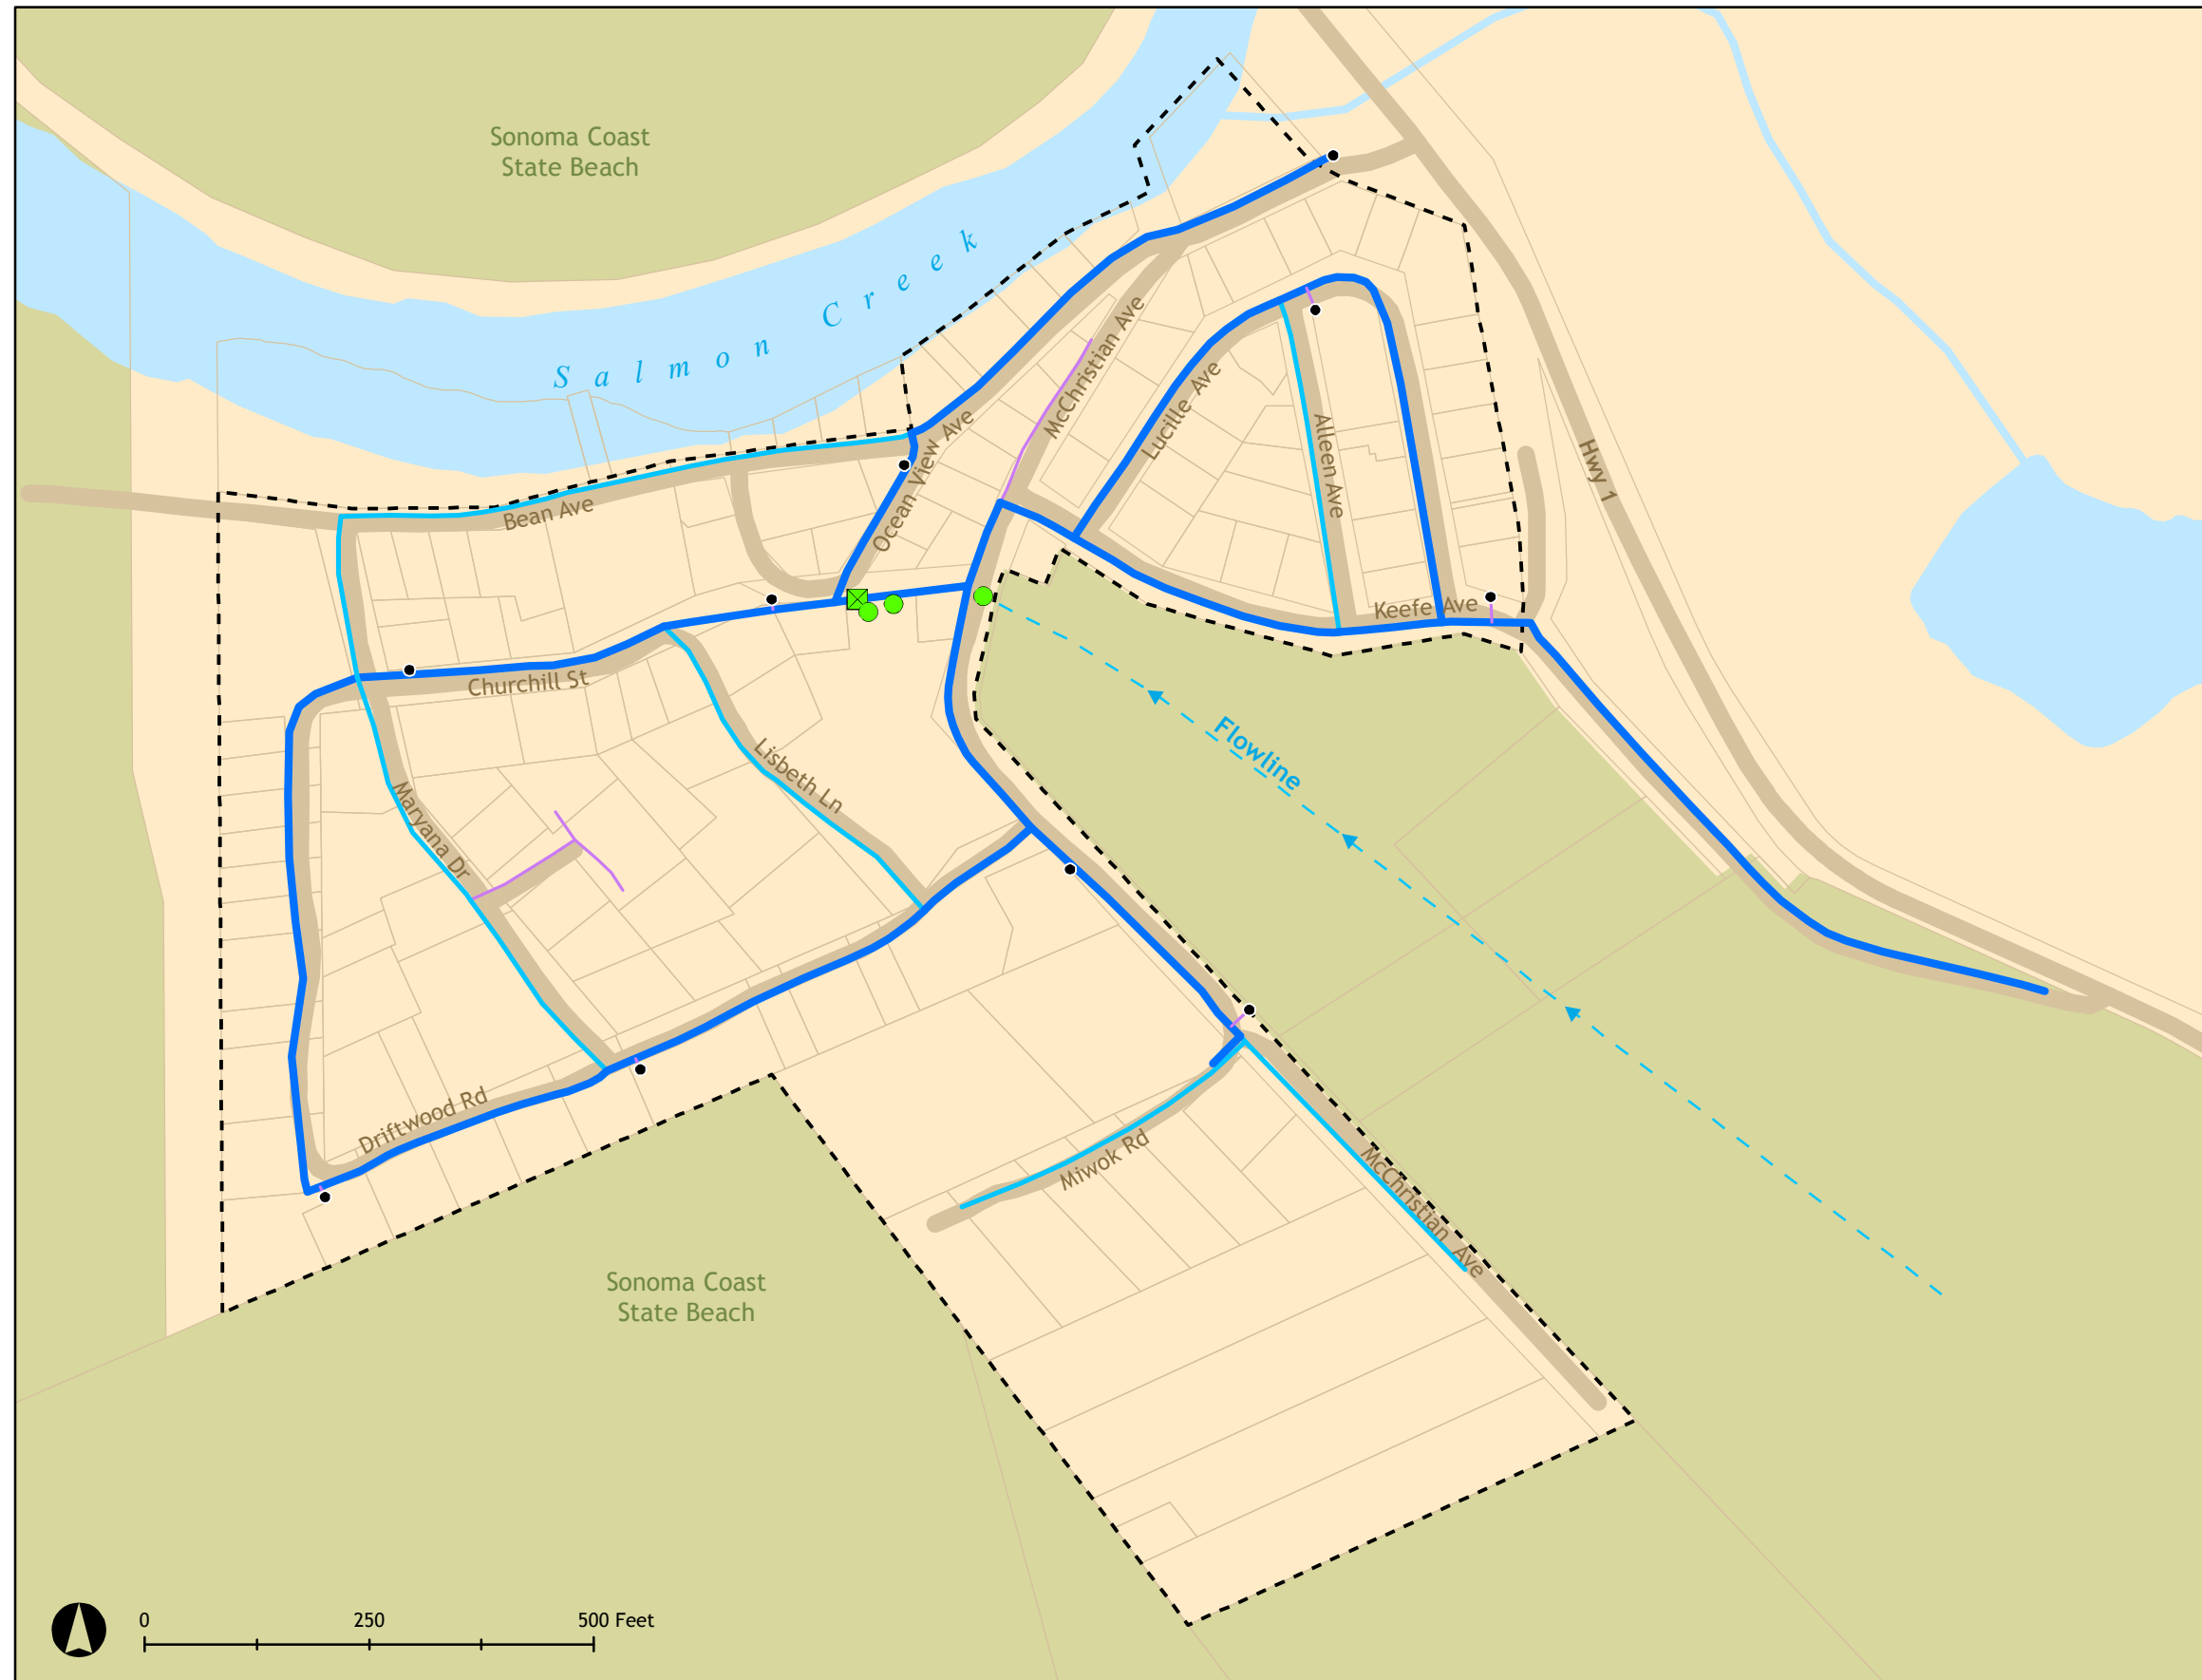 Sonoma Coast
State Beach
Salmon Creek
McChristian Ave
Lucille Ave
Alleen Ave
Hwy 1
Ocean View Ave
Bean Ave
Keefe Ave
Churchill St
Flowline
Lisbeth Ln
Maryana Dr
Driftwood Rd
Miwok Rd
McChristian Ave
Sonoma Coast
State Beach
0 250 500 Feet